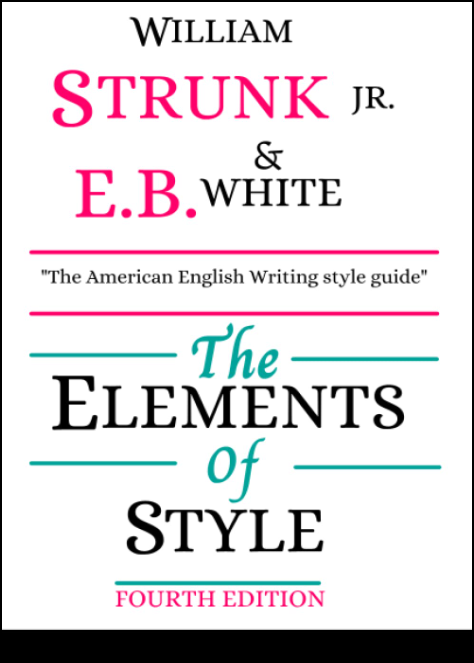 WILLIAM
STRUNK JR.
&
E.B. WHITE
"The American English Writing style guide"
The
ELEMENTS
Of
STYLE
FOURTH EDITION